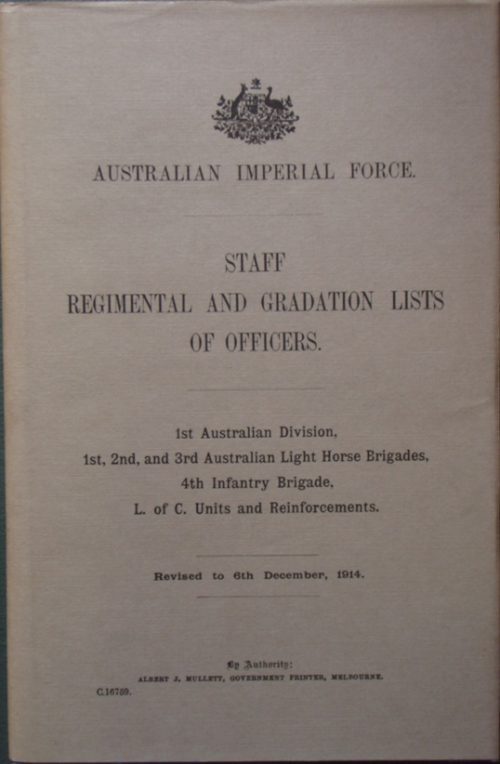 AUSTRALIAN IMPERIAL FORCE.
STAFF
REGIMENTAL AND GRADATION LISTS
OF OFFICERS.
1st Australian Division,
1st, 2nd, and 3rd Australian Light Horse Brigades,
4th Infantry Brigade,
L. of C. Units and Reinforcements.
Revised to 6th December, 1914.
By Authority:
ALBERT J. MULLETT, GOVERNMENT PRINTER, MELBOURNE.
C.16759.